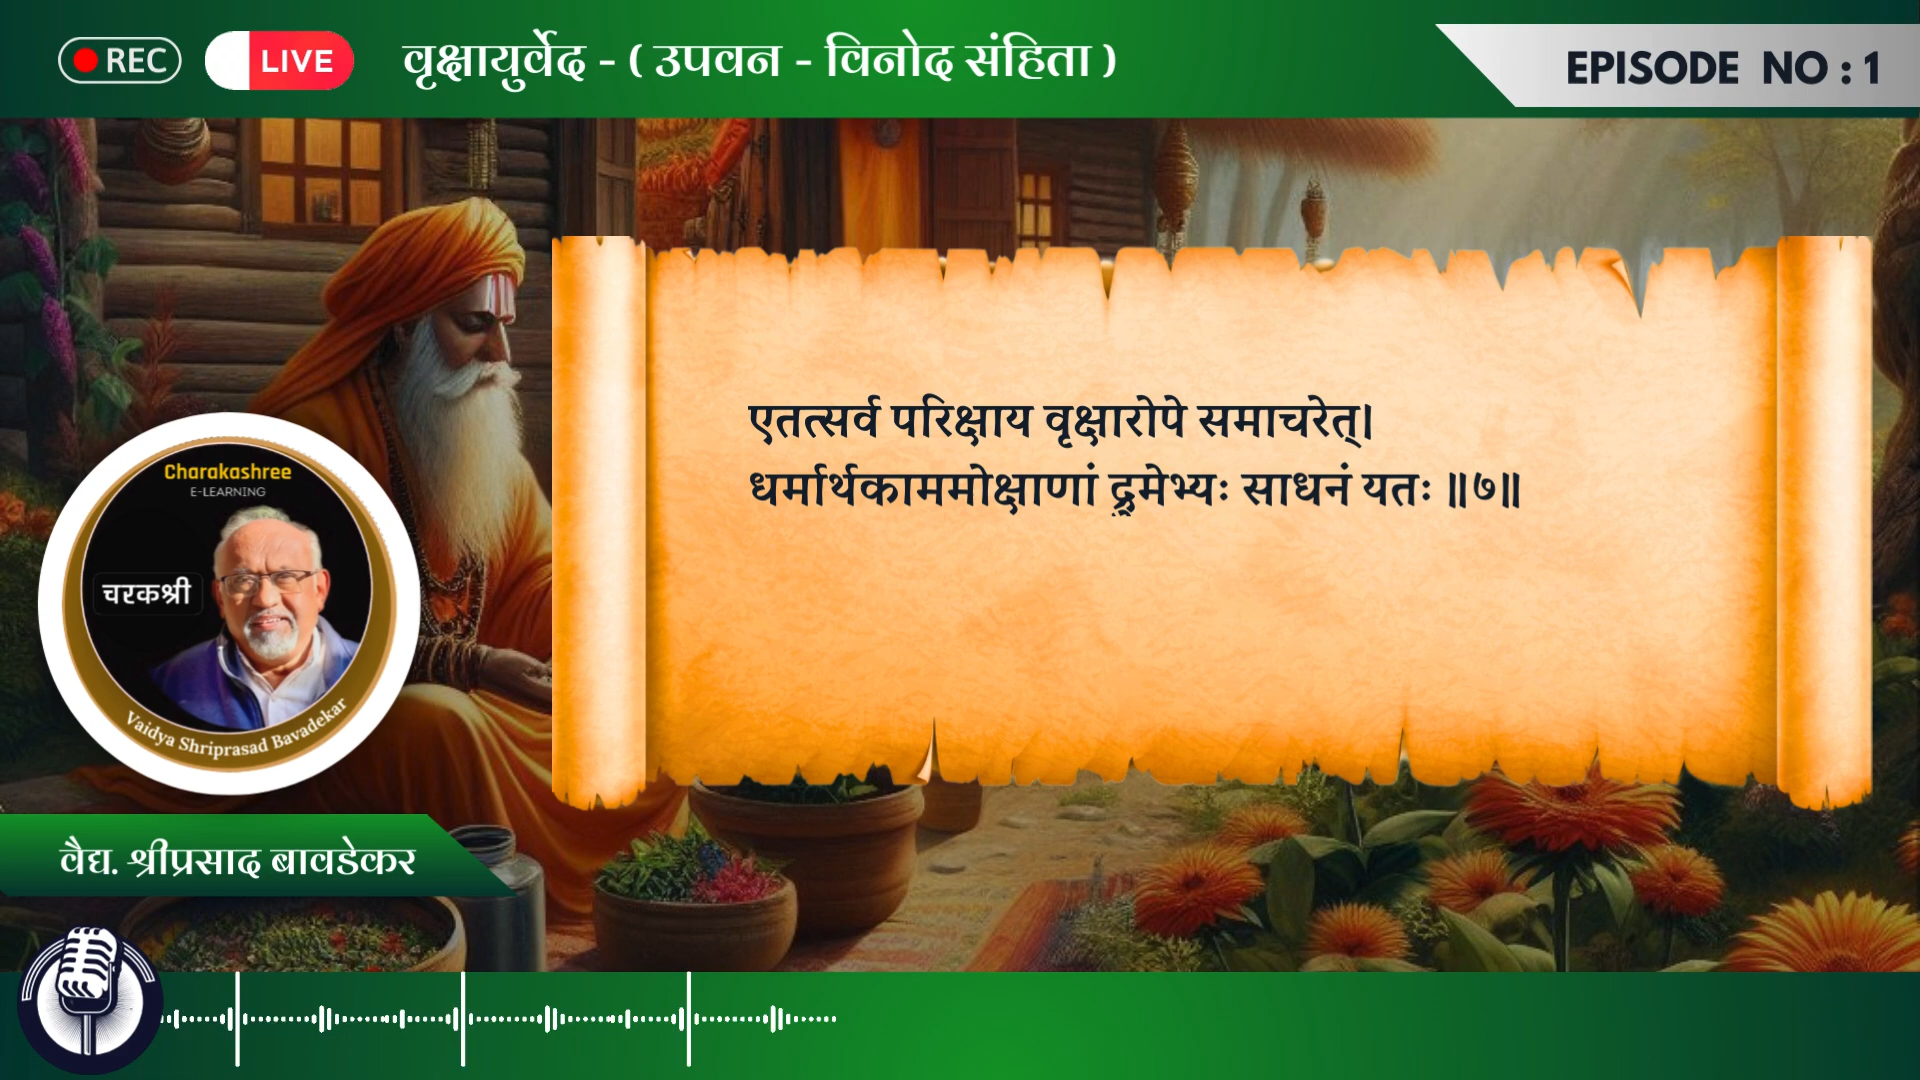 REC
LIVE
वृक्षायुर्वेद - ( उपवन - विनोद संहिता )
EPISODE NO : 1
एतत्सर्व परिक्षाय वृक्षारोपे समाचरेत्।
धर्मार्थकाममोक्षाणां द्रुमेभ्यः साधनं यतः ॥७॥
Charakashree
E-LEARNING
चरकश्री
Vaidya Shriprasad Bavadekar
वैद्य. श्रीप्रसाद बावडेकर